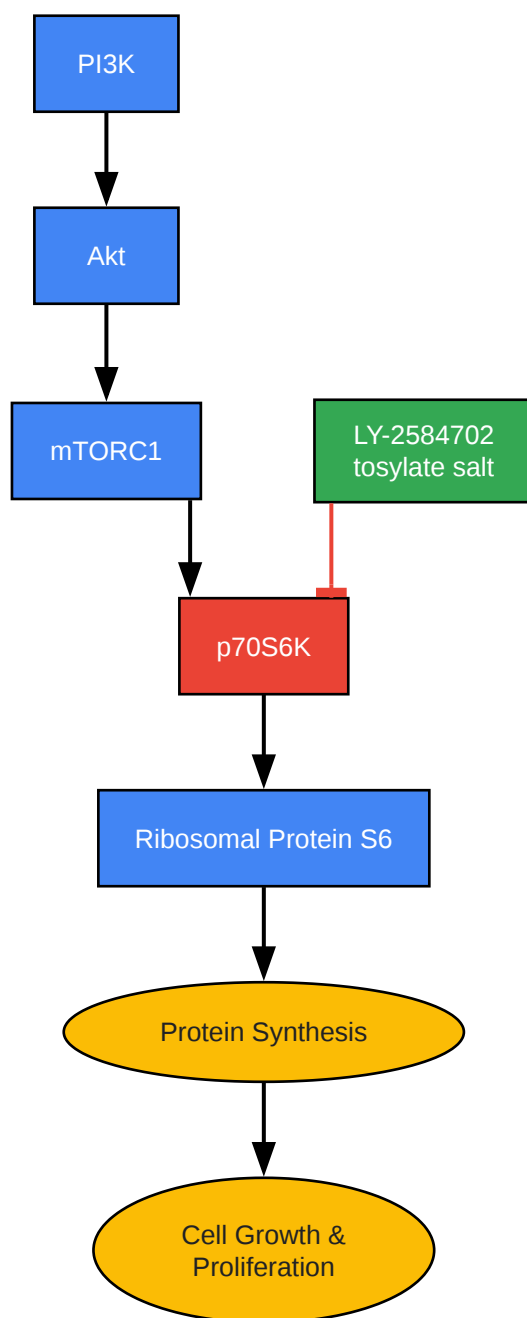 PI3K
Akt
mTORC1
LY-2584702
tosylate salt
p70S6K
Ribosomal Protein S6
Protein Synthesis
Cell Growth &
Proliferation